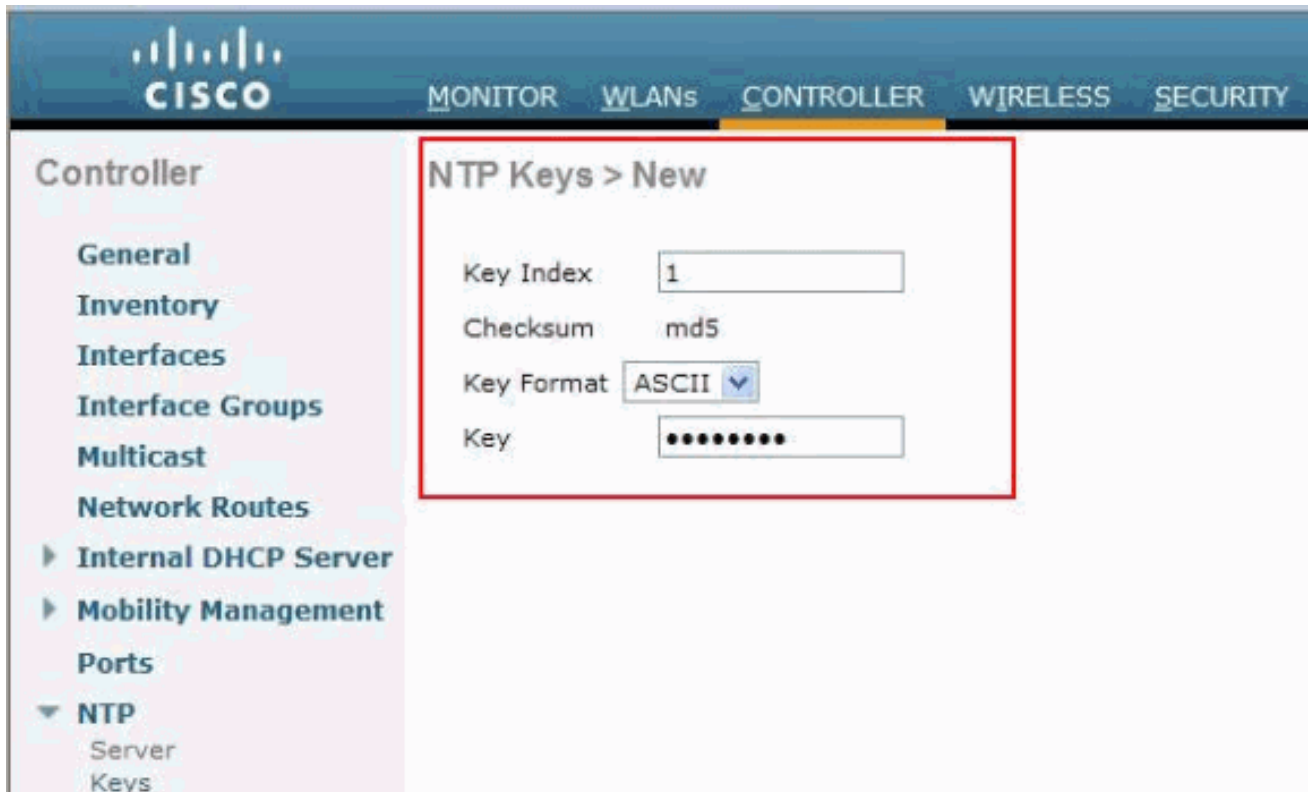 CISCO
MONITOR WLANs CONTROLLER WIRELESS SECURITY
Controller
General
Inventory
Interfaces
Interface Groups
Multicast
Network Routes
Internal DHCP Server
Mobility Management
Ports
NTP
Server
Keys
NTP Keys > New
Key Index 1
Checksum md5
Key Format ASCII
Key ••••••••